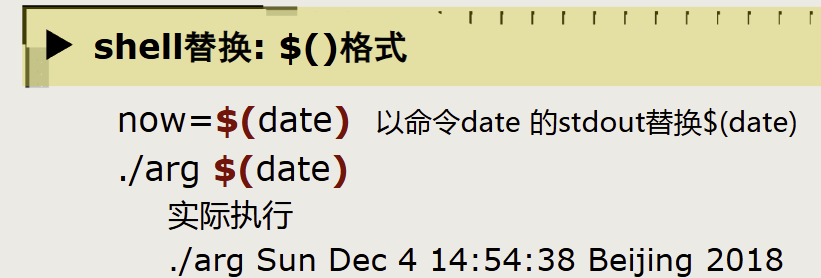 shell替换: $()格式
now=$(date) 以命令date 的stdout替换$(date)
./arg $(date)
实际执行
./arg Sun Dec 4 14:54:38 Beijing 2018